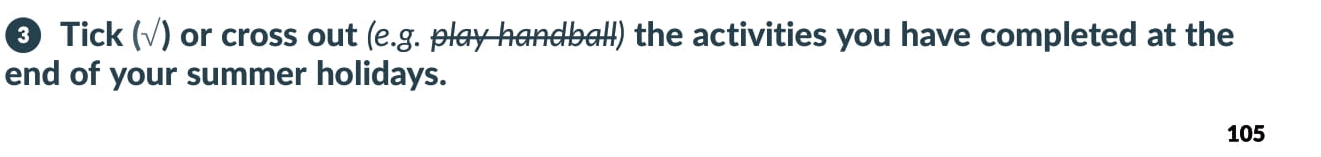 3 Tick (√) or cross out (e.g. play handball) the activities you have completed at the
end of your summer holidays.
105